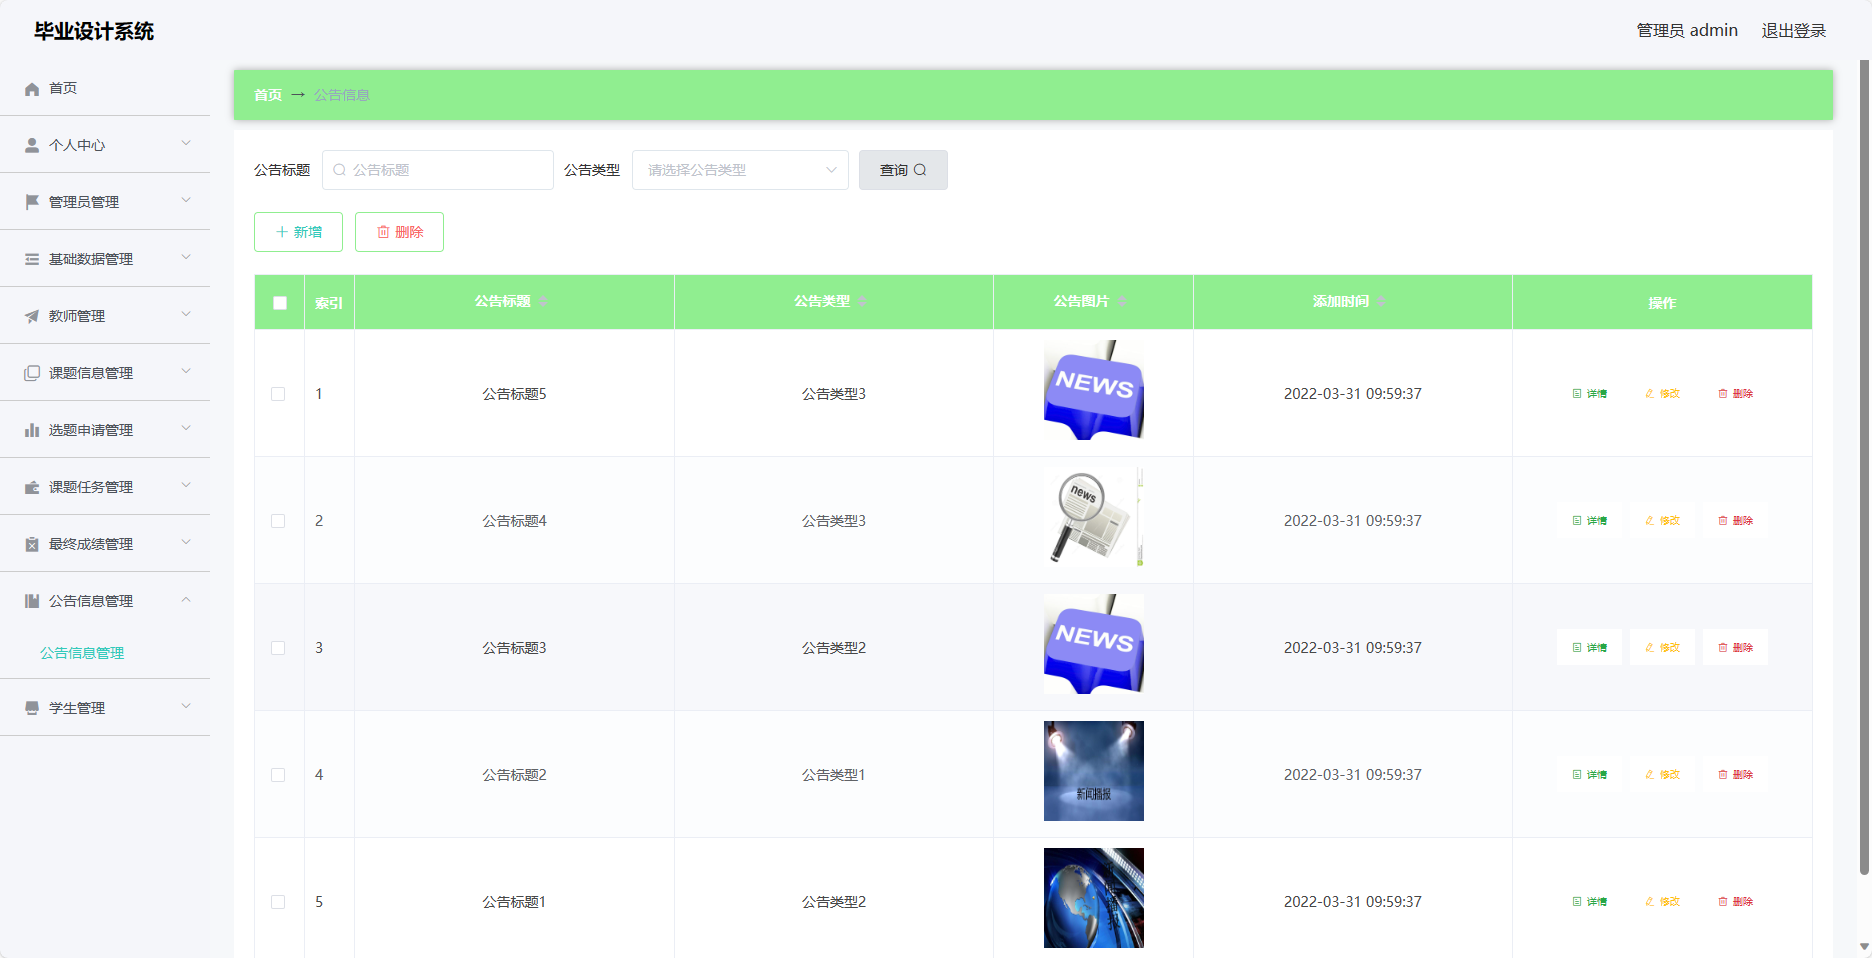 毕业设计系统
管理员 admin 退出登录
首页
个人中心
管理员管理
基础数据管理
教师管理
课题信息管理
选题申请管理
课题任务管理
最终成绩管理
公告信息管理
公告信息管理
学生管理
首页 → 公告信息
公告标题 公告标题 公告类型 请选择公告类型 查询
新增 删除
索引 公告标题 公告类型 公告图片 添加时间 操作
1 公告标题5 公告类型3 NEWS 2022-03-31 09:59:37 详情 修改 删除
2 公告标题4 公告类型3 news 2022-03-31 09:59:37 详情 修改 删除
3 公告标题3 公告类型2 NEWS 2022-03-31 09:59:37 详情 修改 删除
4 公告标题2 公告类型1 新闻播报 2022-03-31 09:59:37 详情 修改 删除
5 公告标题1 公告类型2 2022-03-31 09:59:37 详情 修改 删除